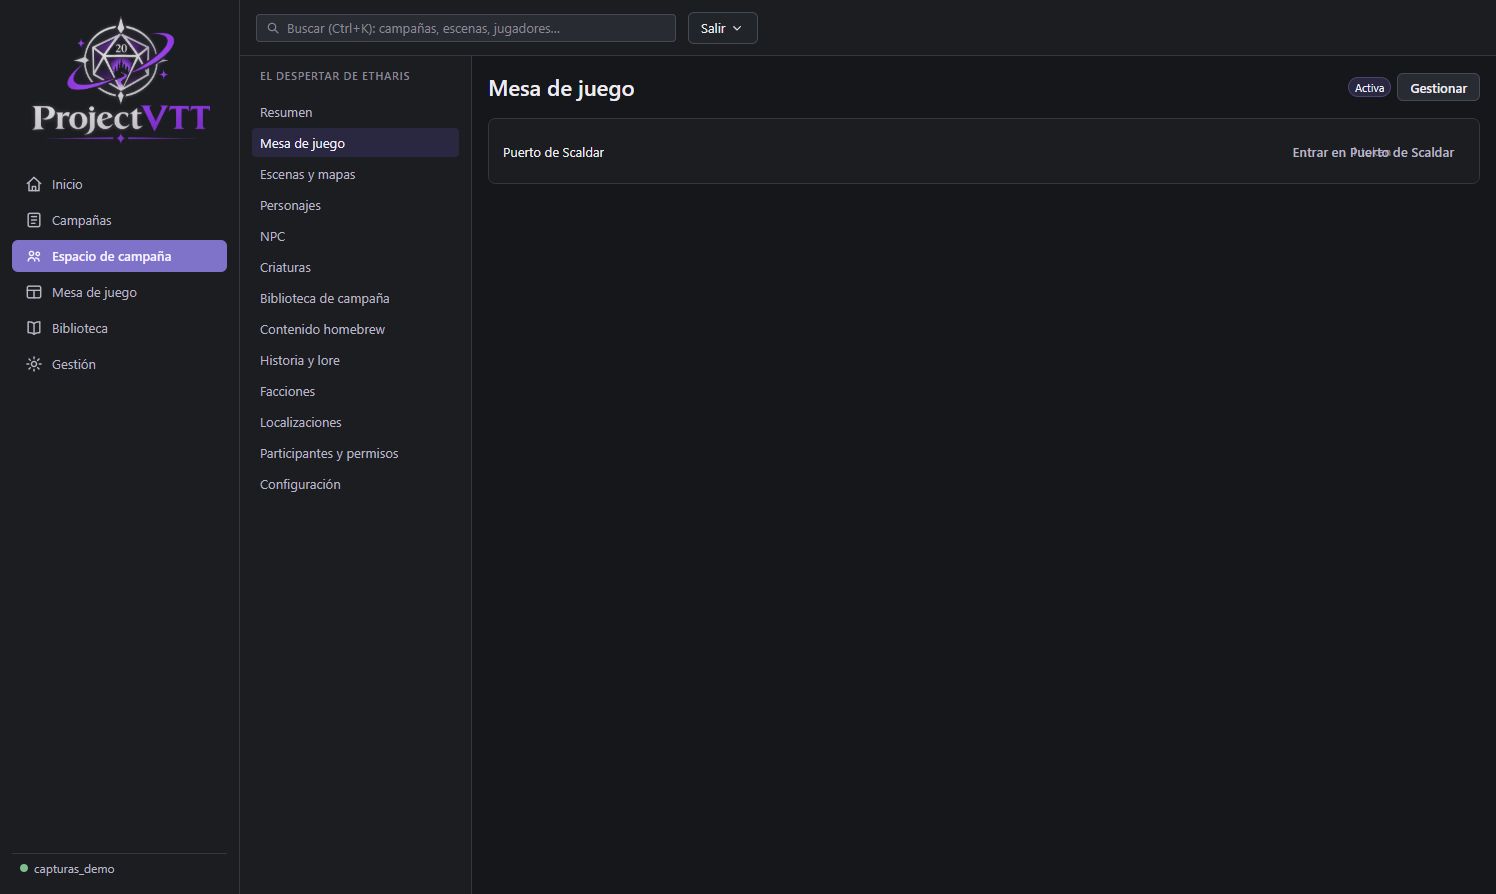 20
ProjectVTT
Inicio
Campañas
Espacio de campaña
Mesa de juego
Biblioteca
Gestión
capturas_demo
Buscar (Ctrl+K): campañas, escenas, jugadores...
Salir
EL DESPERTAR DE ETHARIS
Resumen
Mesa de juego
Escenas y mapas
Personajes
NPC
Criaturas
Biblioteca de campaña
Contenido homebrew
Historia y lore
Facciones
Localizaciones
Participantes y permisos
Configuración
Mesa de juego
Activa
Gestionar
Puerto de Scaldar
Entrar en Puerto de Scaldar